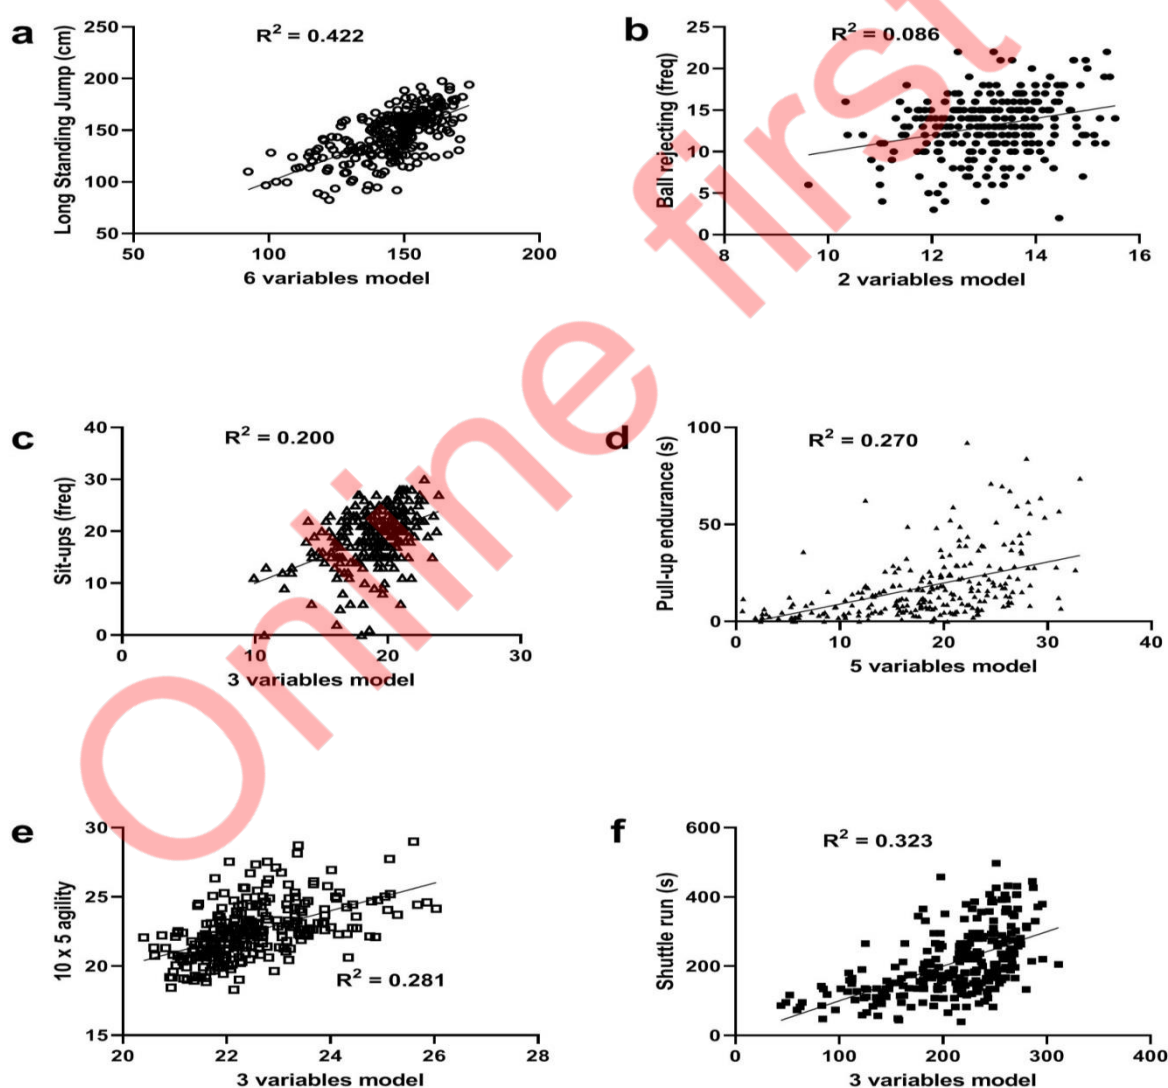 a
R² = 0.422
Long Standing Jump (cm)
250
200
150
100
50
50 100 150 200
6 variables model
b
R² = 0.086
Ball rejecting (freq)
25
20
15
10
5
0
8 10 12 14 16
2 variables model
c
R² = 0.200
Sit-ups (freq)
40
30
20
10
0
0 10 20 30
3 variables model
d
R² = 0.270
Pull-up endurance (s)
100
50
0
0 10 20 30 40
5 variables model
e
R² = 0.281
10 x 5 agility
30
25
20
15
20 22 24 26 28
3 variables model
f
R² = 0.323
Shuttle run (s)
600
400
200
0
0 100 200 300 400
3 variables model
Online first